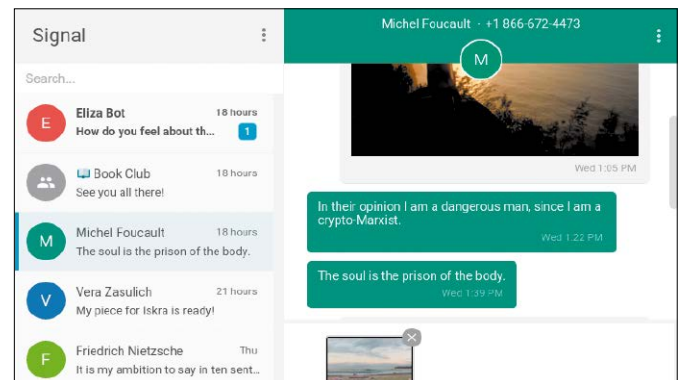 Signal
Search...
E
Eliza Bot 18 hours
How do you feel about th... 1
📖 Book Club 18 hours
See you all there!
M
Michel Foucault 18 hours
The soul is the prison of the body.
V
Vera Zasulich 21 hours
My piece for Iskra is ready!
F
Friedrich Nietzsche Thu
It is my ambition to say in ten sent...
Michel Foucault · +1 866-672-4473
M
Wed 1:05 PM
In their opinion I am a dangerous man, since I am a
crypto-Marxist.
Wed 1:22 PM
The soul is the prison of the body.
Wed 1:39 PM